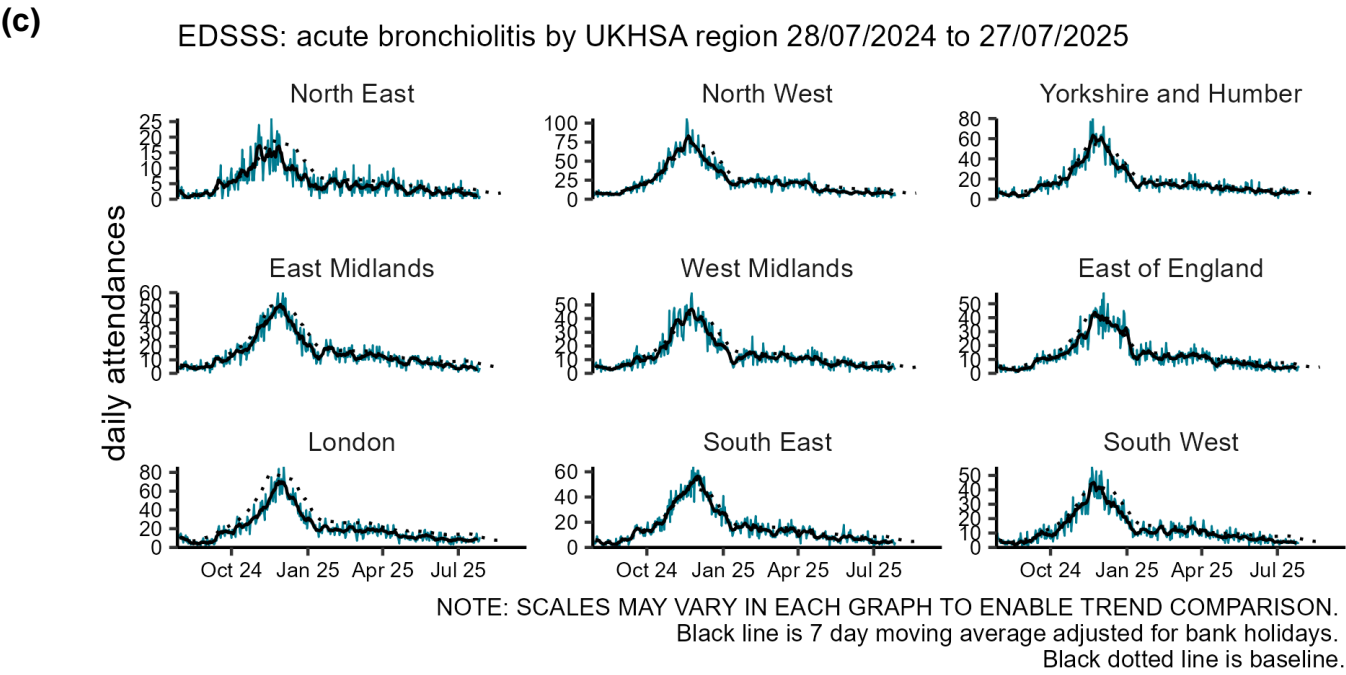 (c)
EDSSS: acute bronchiolitis by UKHSA region 28/07/2024 to 27/07/2025
daily attendances
North East
25
20
15
10
5
0
North West
100
75
50
25
0
Yorkshire and Humber
80
60
40
20
0
East Midlands
60
50
40
30
20
10
0
West Midlands
50
40
30
20
10
0
East of England
50
40
30
20
10
0
London
80
60
40
20
0
Oct 24 Jan 25 Apr 25 Jul 25
South East
60
40
20
0
Oct 24 Jan 25 Apr 25 Jul 25
South West
50
40
30
20
10
0
Oct 24 Jan 25 Apr 25 Jul 25
NOTE: SCALES MAY VARY IN EACH GRAPH TO ENABLE TREND COMPARISON.
Black line is 7 day moving average adjusted for bank holidays.
Black dotted line is baseline.